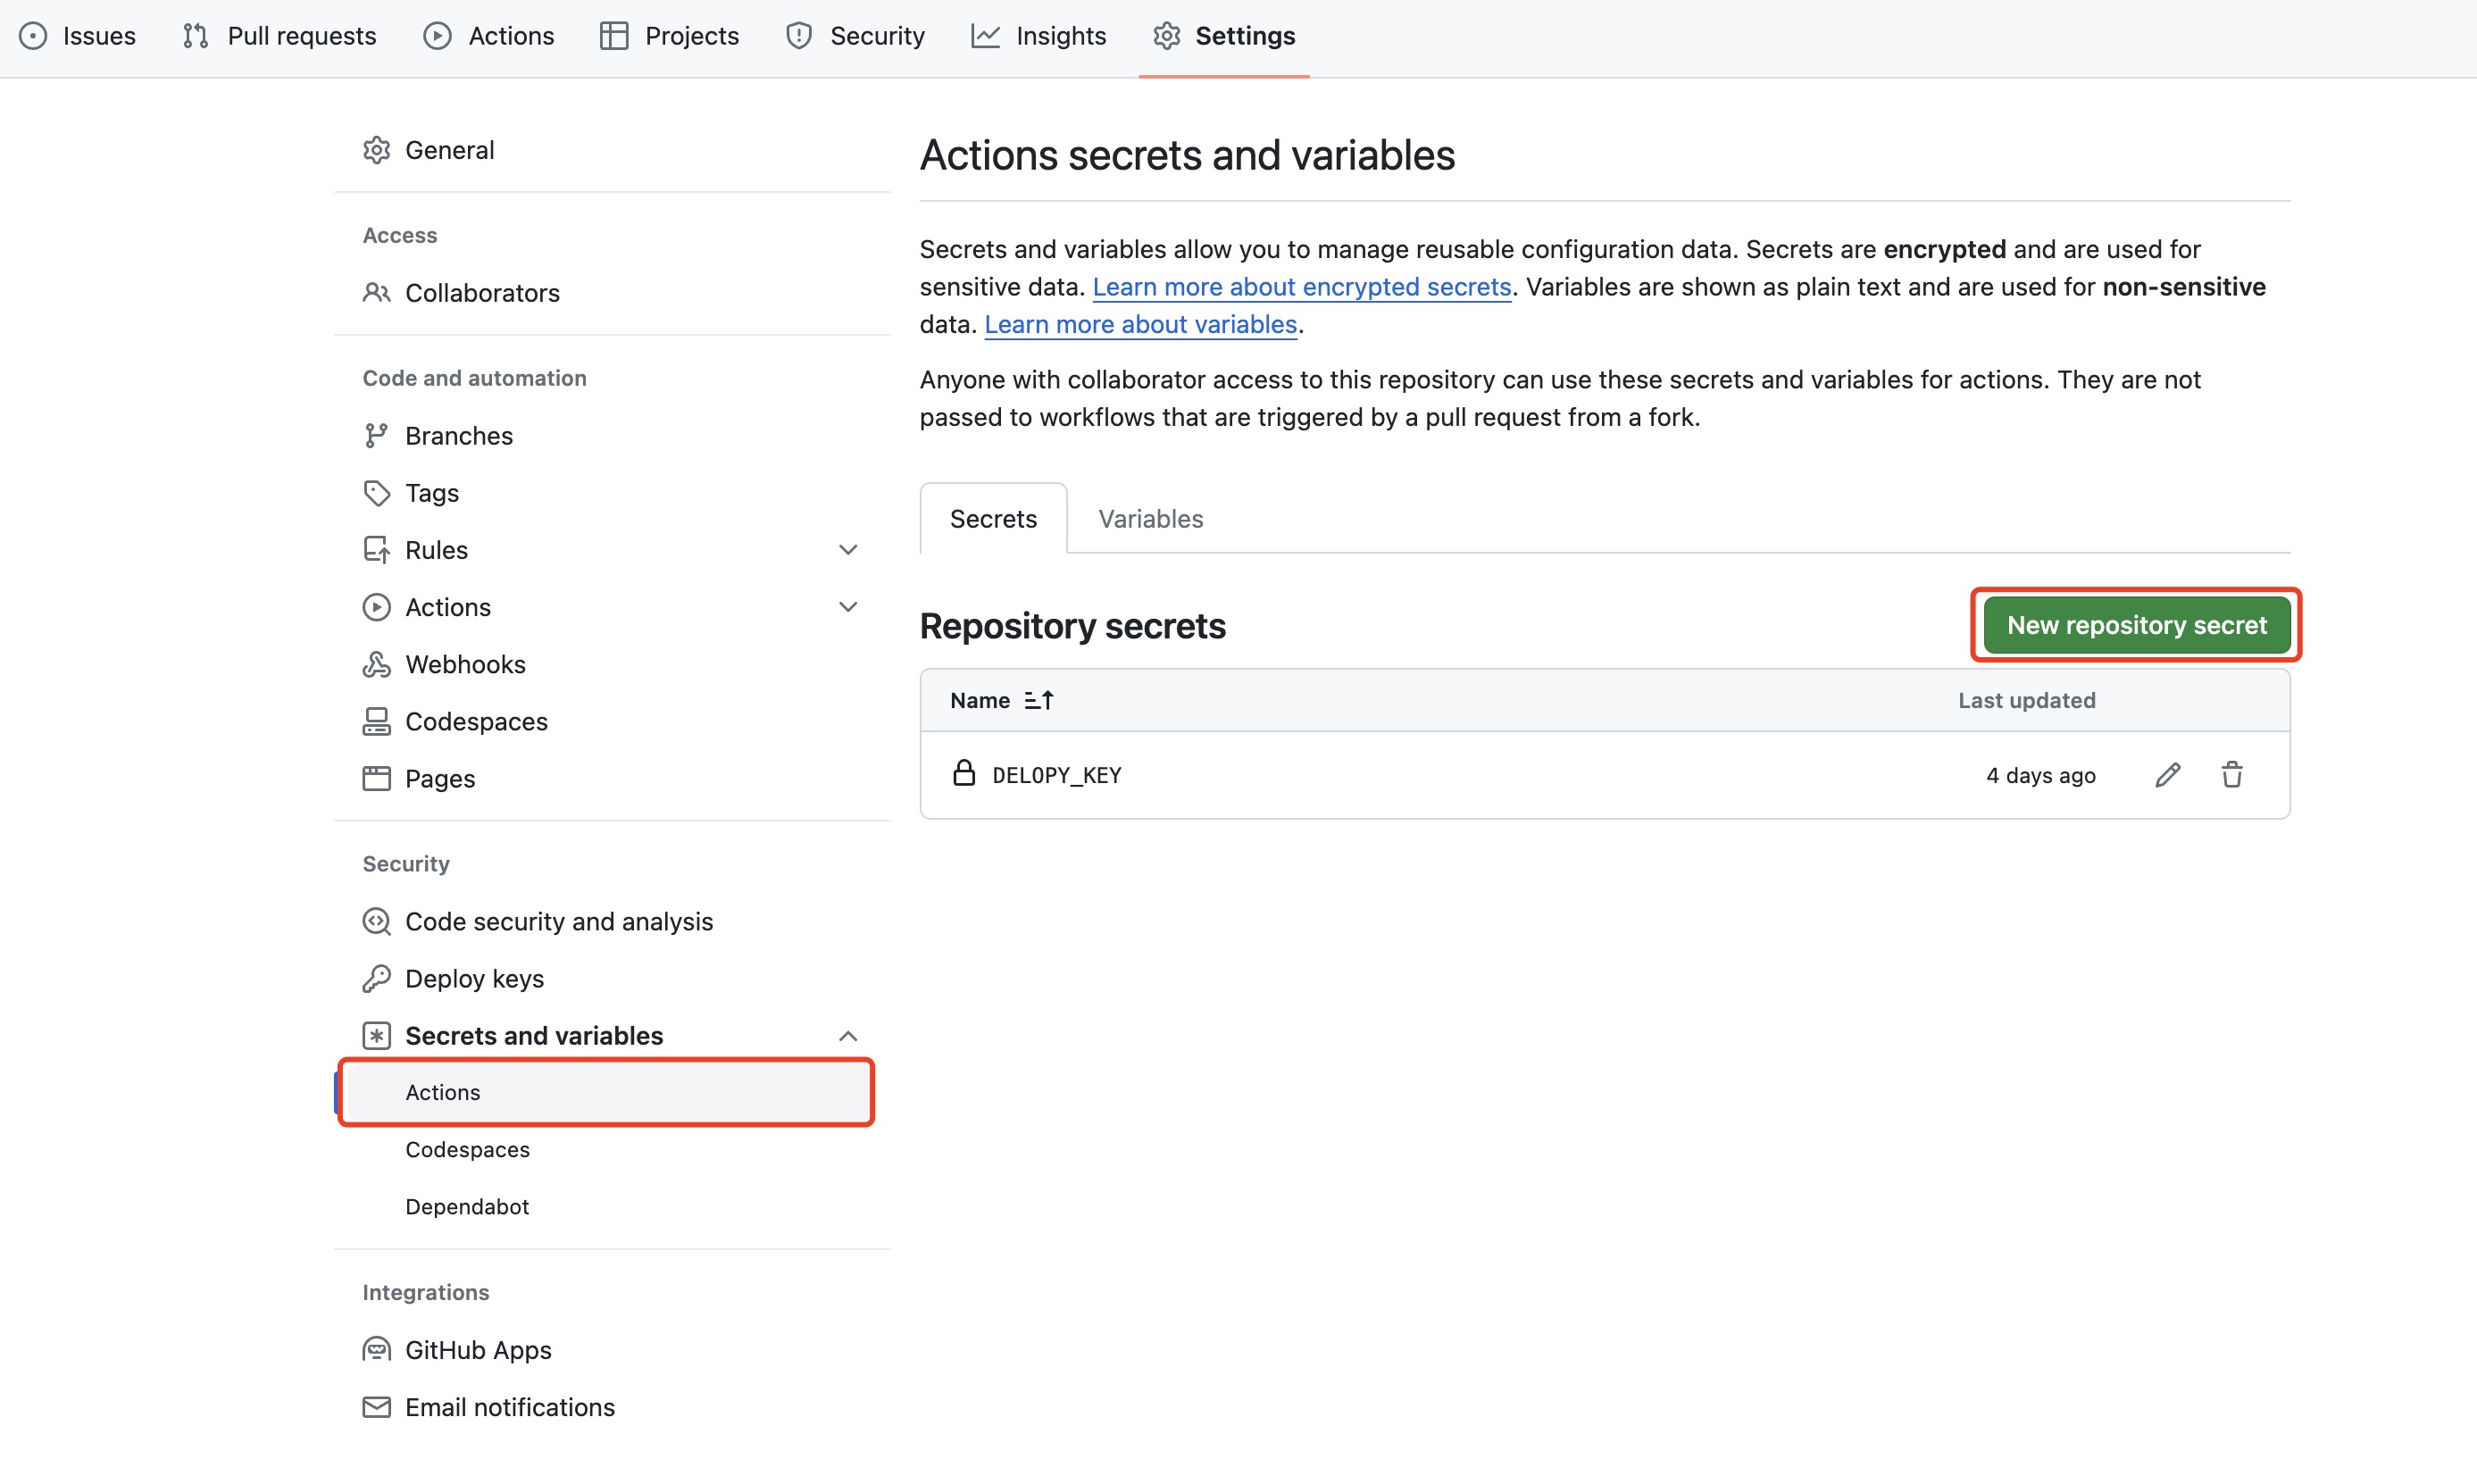 Issues Pull requests Actions Projects Security Insights Settings
General
Access
Collaborators
Code and automation
Branches
Tags
Rules
Actions
Webhooks
Codespaces
Pages
Security
Code security and analysis
Deploy keys
Secrets and variables
Actions
Codespaces
Dependabot
Integrations
GitHub Apps
Email notifications
Actions secrets and variables
Secrets and variables allow you to manage reusable configuration data. Secrets are encrypted and are used for
sensitive data. Learn more about encrypted secrets. Variables are shown as plain text and are used for non-sensitive
data. Learn more about variables.
Anyone with collaborator access to this repository can use these secrets and variables for actions. They are not
passed to workflows that are triggered by a pull request from a fork.
Secrets Variables
Repository secrets New repository secret
Name Last updated
DELOPY_KEY 4 days ago